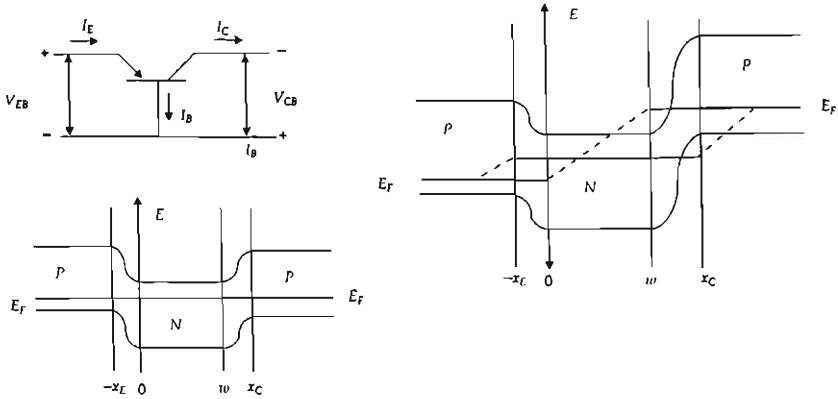 I_E
I_C
+
−
V_EB
V_CB
I_B
−
+
I_B
E
P
P
E_F
E_F
N
−x_E
0
w
x_C
E
P
P
E_F
E_F
N
−x_E
0
w
x_C